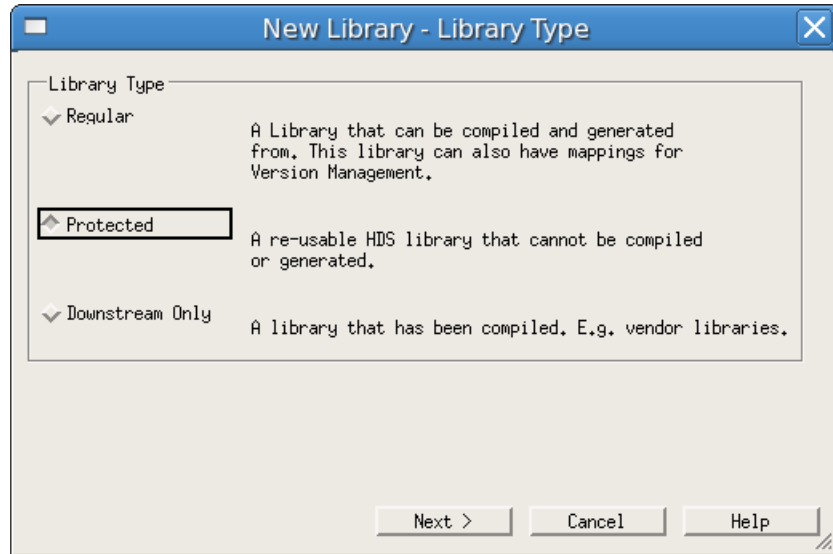 New Library - Library Type
Library Type
Regular
A Library that can be compiled and generated
from. This library can also have mappings for
Version Management.
Protected
A re-usable HDS library that cannot be compiled
or generated.
Downstream Only
A library that has been compiled. E.g. vendor libraries.
Next >
Cancel
Help